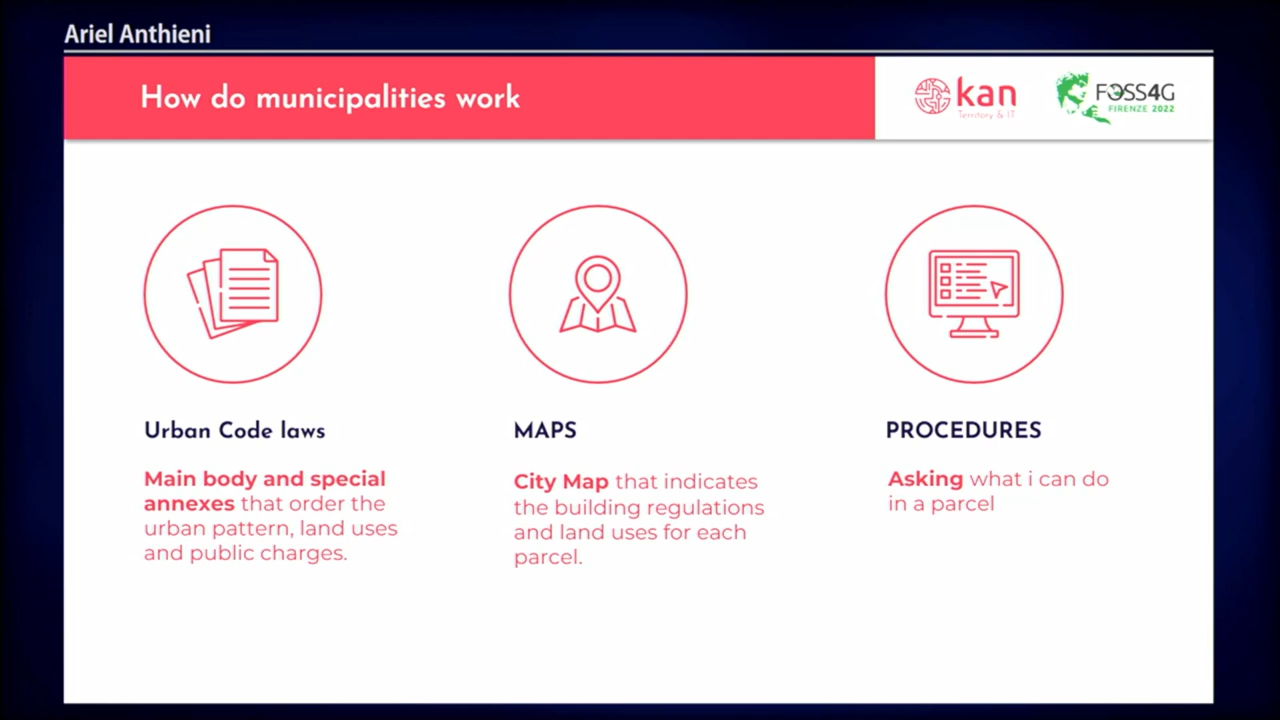 Ariel Anthieni
How do municipalities work
kan
Territory & IT
FOSS4G
FIRENZE 2022
Urban Code laws
Main body and special
annexes that order the
urban pattern, land uses
and public charges.
MAPS
City Map that indicates
the building regulations
and land uses for each
parcel.
PROCEDURES
Asking what i can do
in a parcel